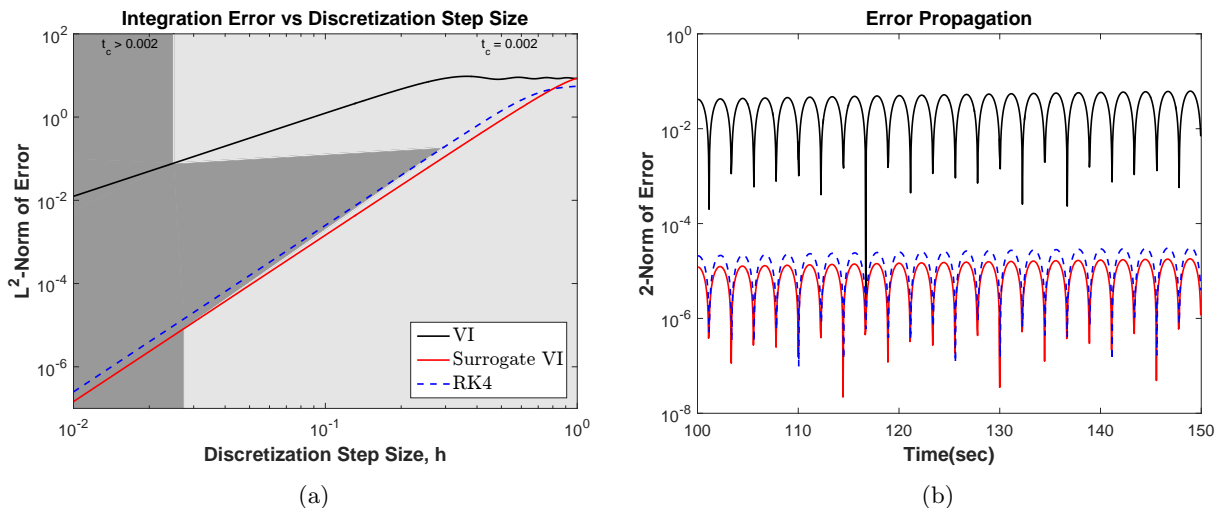 Integration Error vs Discretization Step Size
t_c > 0.002
t_c = 0.002
10^2
10^0
10^-2
10^-4
10^-6
L^2-Norm of Error
VI
Surrogate VI
RK4
10^-2
10^-1
10^0
Discretization Step Size, h
(a)
Error Propagation
10^0
10^-2
10^-4
10^-6
10^-8
2-Norm of Error
100
110
120
130
140
150
Time(sec)
(b)